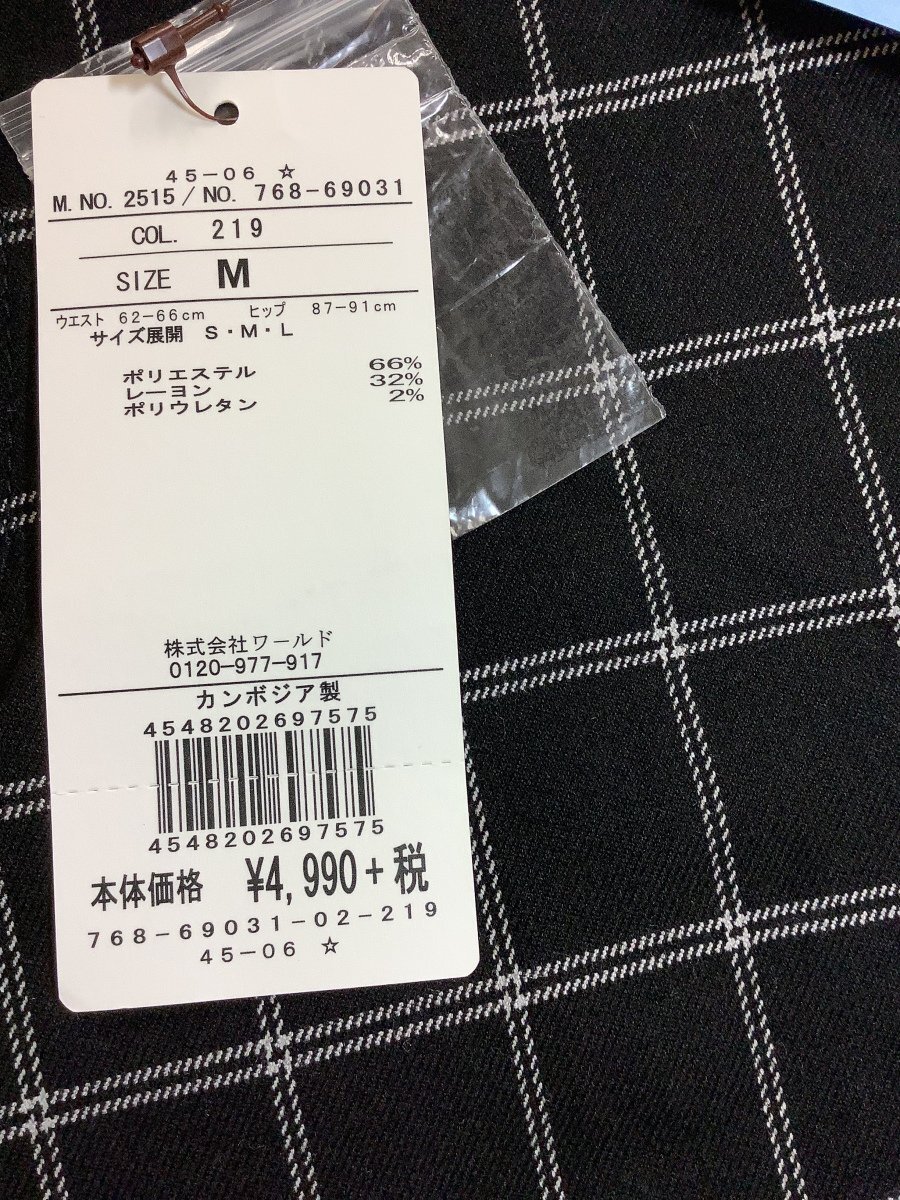 45-06 ☆
M. NO. 2515 / NO. 768-69031
COL. 219
SIZE M
ウエスト 62-66cm ヒップ 87-91cm
サイズ展開 S・M・L
ポリエステル 66%
レーヨン 32%
ポリウレタン 2%
株式会社ワールド
0120-977-917
カンボジア製
4548202697575
4548202697575
本体価格 ¥4,990+税
768-69031-02-219
45-06 ☆